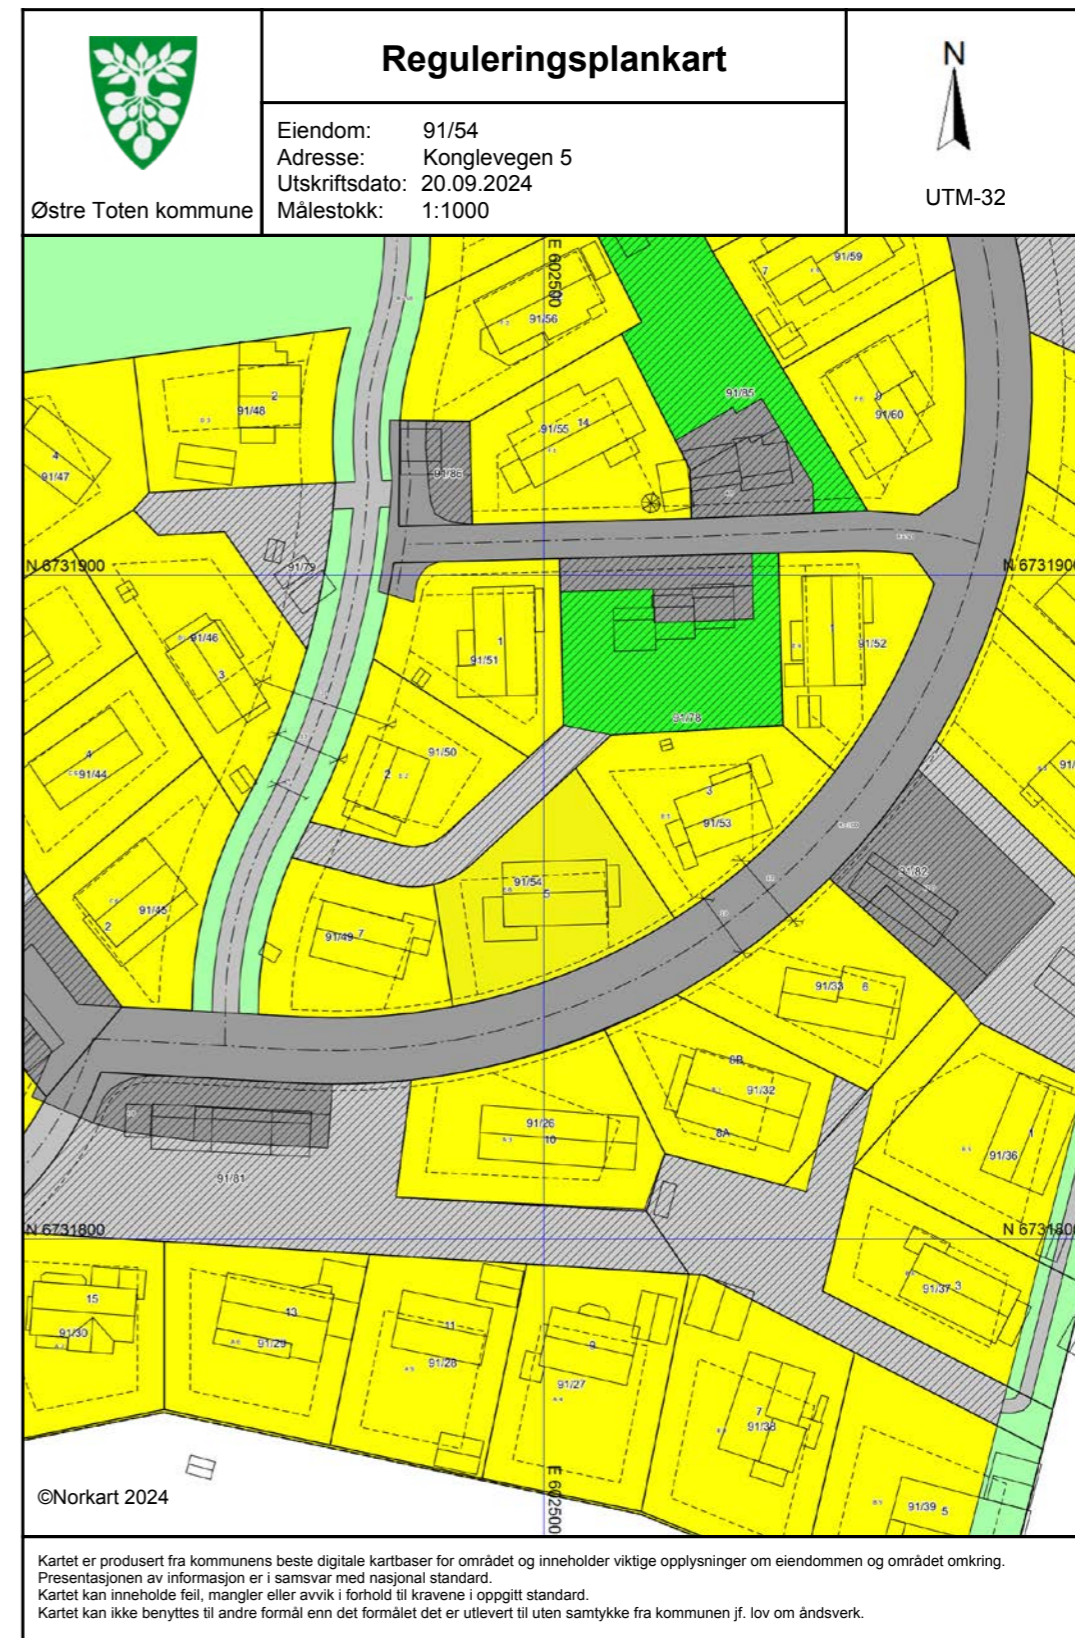 Østre Toten kommune
Reguleringsplankart
Eiendom: 91/54
Adresse: Konglevegen 5
Utskriftsdato: 20.09.2024
Målestokk: 1:1000
N
UTM-32
E 602500
91/59
7
91/56
91/85
2
91/48
9
91/60
14
91/55
4
91/47
91/86
N 6731900
N 6731900
91/79
91/46
3
1
91/51
1
91/52
91/78
4
91/44
2
91/50
3
91/53
91/82
91/54
5
91/45
2
91/49 7
91/33 6
8B
91/32
8A
91/26
10
1
91/36
91/81
N 6731800
N 6731800
15
91/30
13
91/29
11
91/28
9
91/27
91/37 3
7
91/38
91/39 5
E 602500
©Norkart 2024
Kartet er produsert fra kommunens beste digitale kartbaser for området og inneholder viktige opplysninger om eiendommen og området omkring.
Presentasjonen av informasjon er i samsvar med nasjonal standard.
Kartet kan inneholde feil, mangler eller avvik i forhold til kravene i oppgitt standard.
Kartet kan ikke benyttes til andre formål enn det formålet det er utlevert til uten samtykke fra kommunen jf. lov om åndsverk.